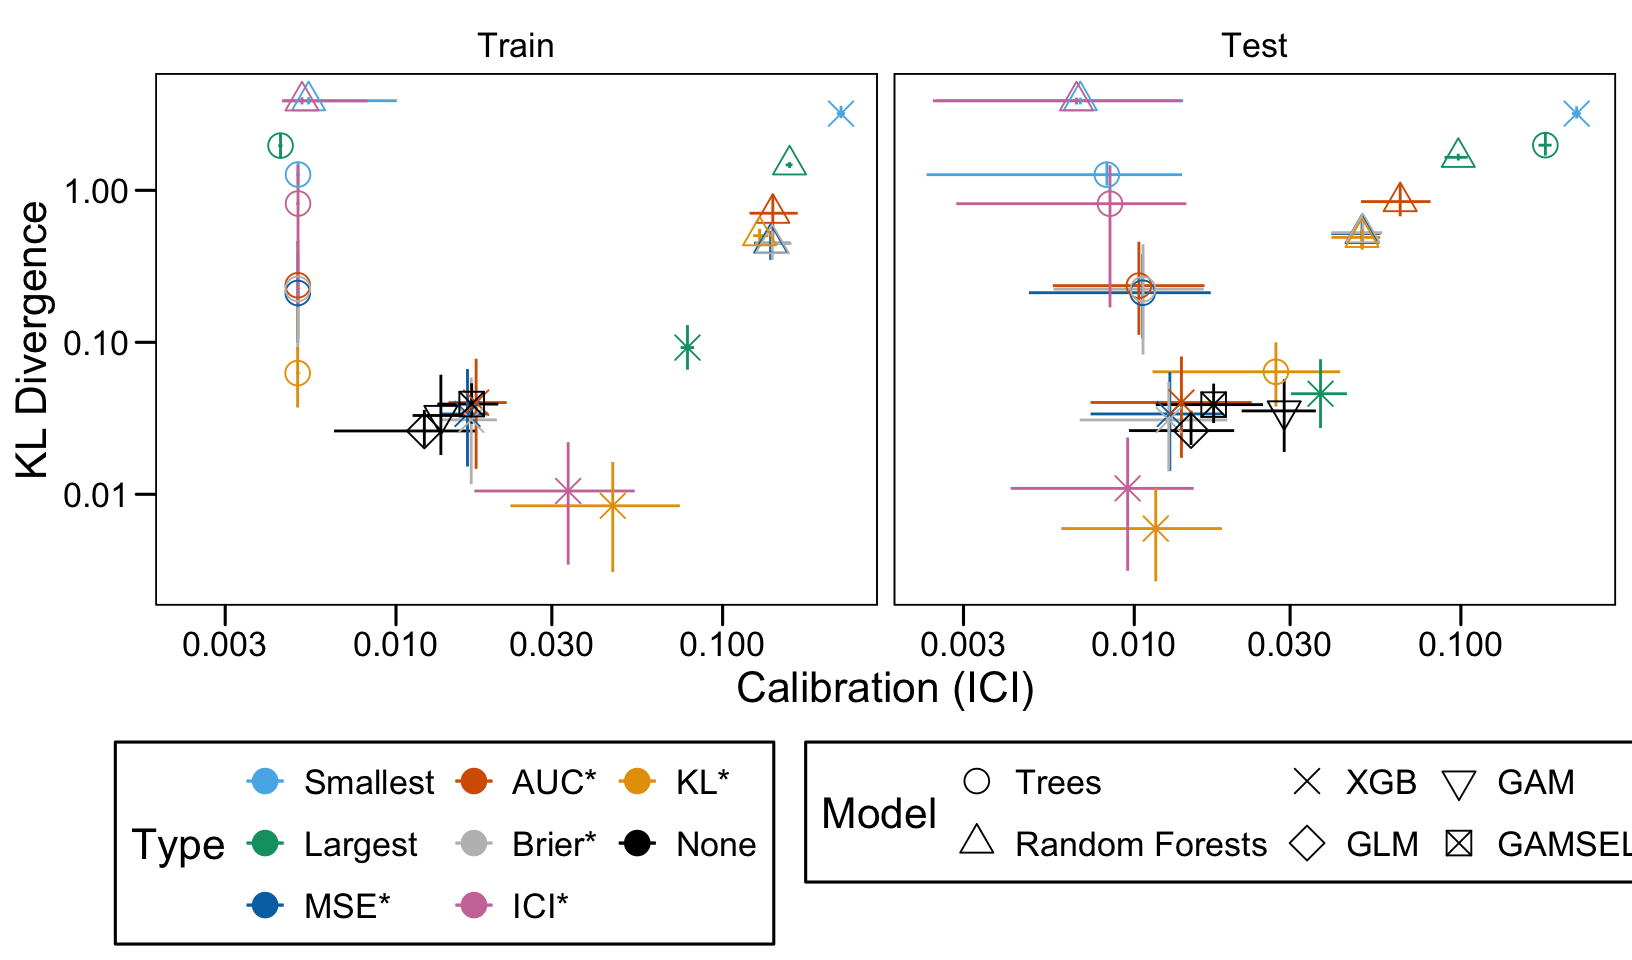 Train
Test
KL Divergence
1.00
0.10
0.01
0.003 0.010 0.030 0.100
0.003 0.010 0.030 0.100
Calibration (ICI)
Type
Smallest AUC* KL*
Largest Brier* None
MSE* ICI*
Model
Trees XGB GAM
Random Forests GLM GAMSEL